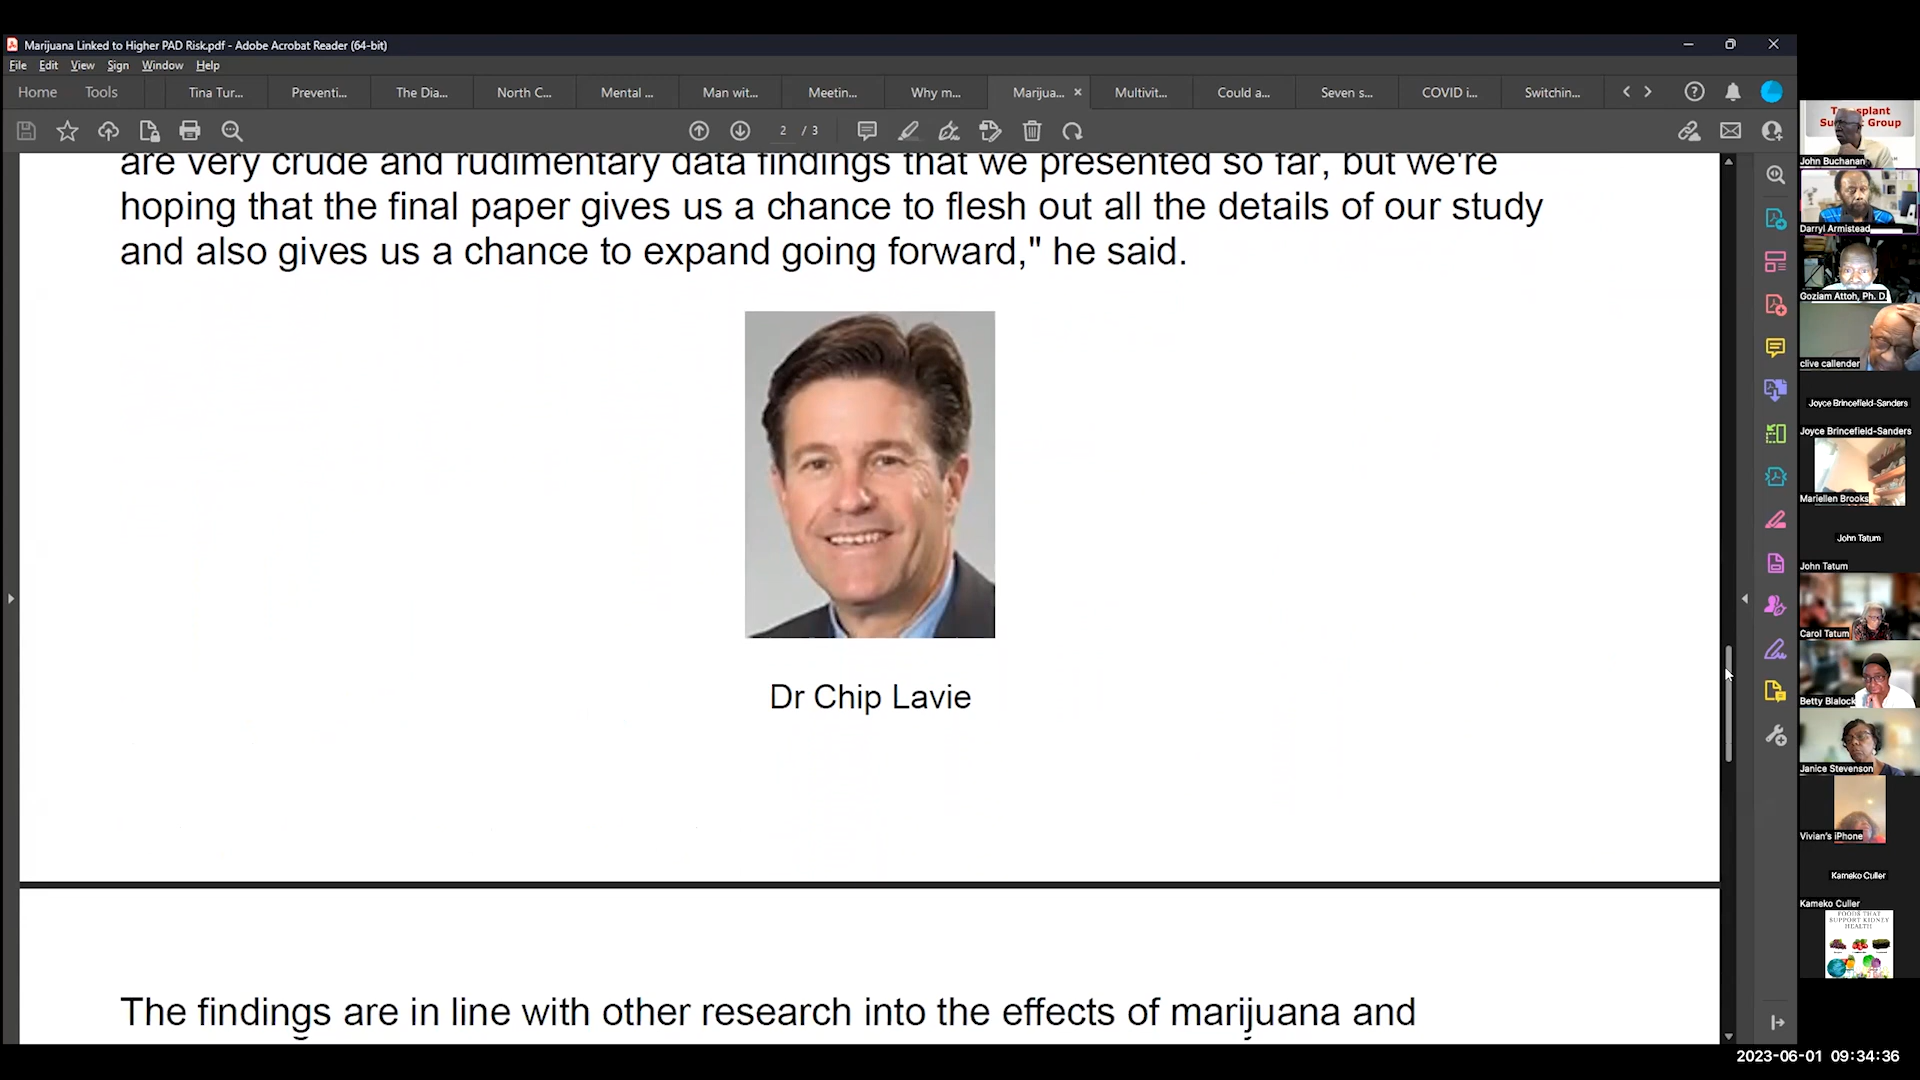 Marijuana Linked to Higher PAD Risk.pdf - Adobe Acrobat Reader (64-bit)
File Edit View Sign Window Help
Home Tools Tina Tur... Preventi... The Dia... North C... Mental ... Man wit... Meetin... Why m... Marijua... × Multivit... Could a... Seven s... COVID i... Switchin...
2 / 3
are very crude and rudimentary data findings that we presented so far, but we're
hoping that the final paper gives us a chance to flesh out all the details of our study
and also gives us a chance to expand going forward," he said.
Dr Chip Lavie
The findings are in line with other research into the effects of marijuana and
John Buchanan
Darryl Armistead
Goziam Attoh, Ph. D.
clive callender
Joyce Brincefield-Sanders
Joyce Brincefield-Sanders
Mariellen Brooks
John Tatum
John Tatum
Carol Tatum
Betty Blalock
Janice Stevenson
Vivian's iPhone
Kameko Culler
Kameko Culler
FOODS THAT
SUPPORT KIDNEY
HEALTH
2023-06-01 09:34:36